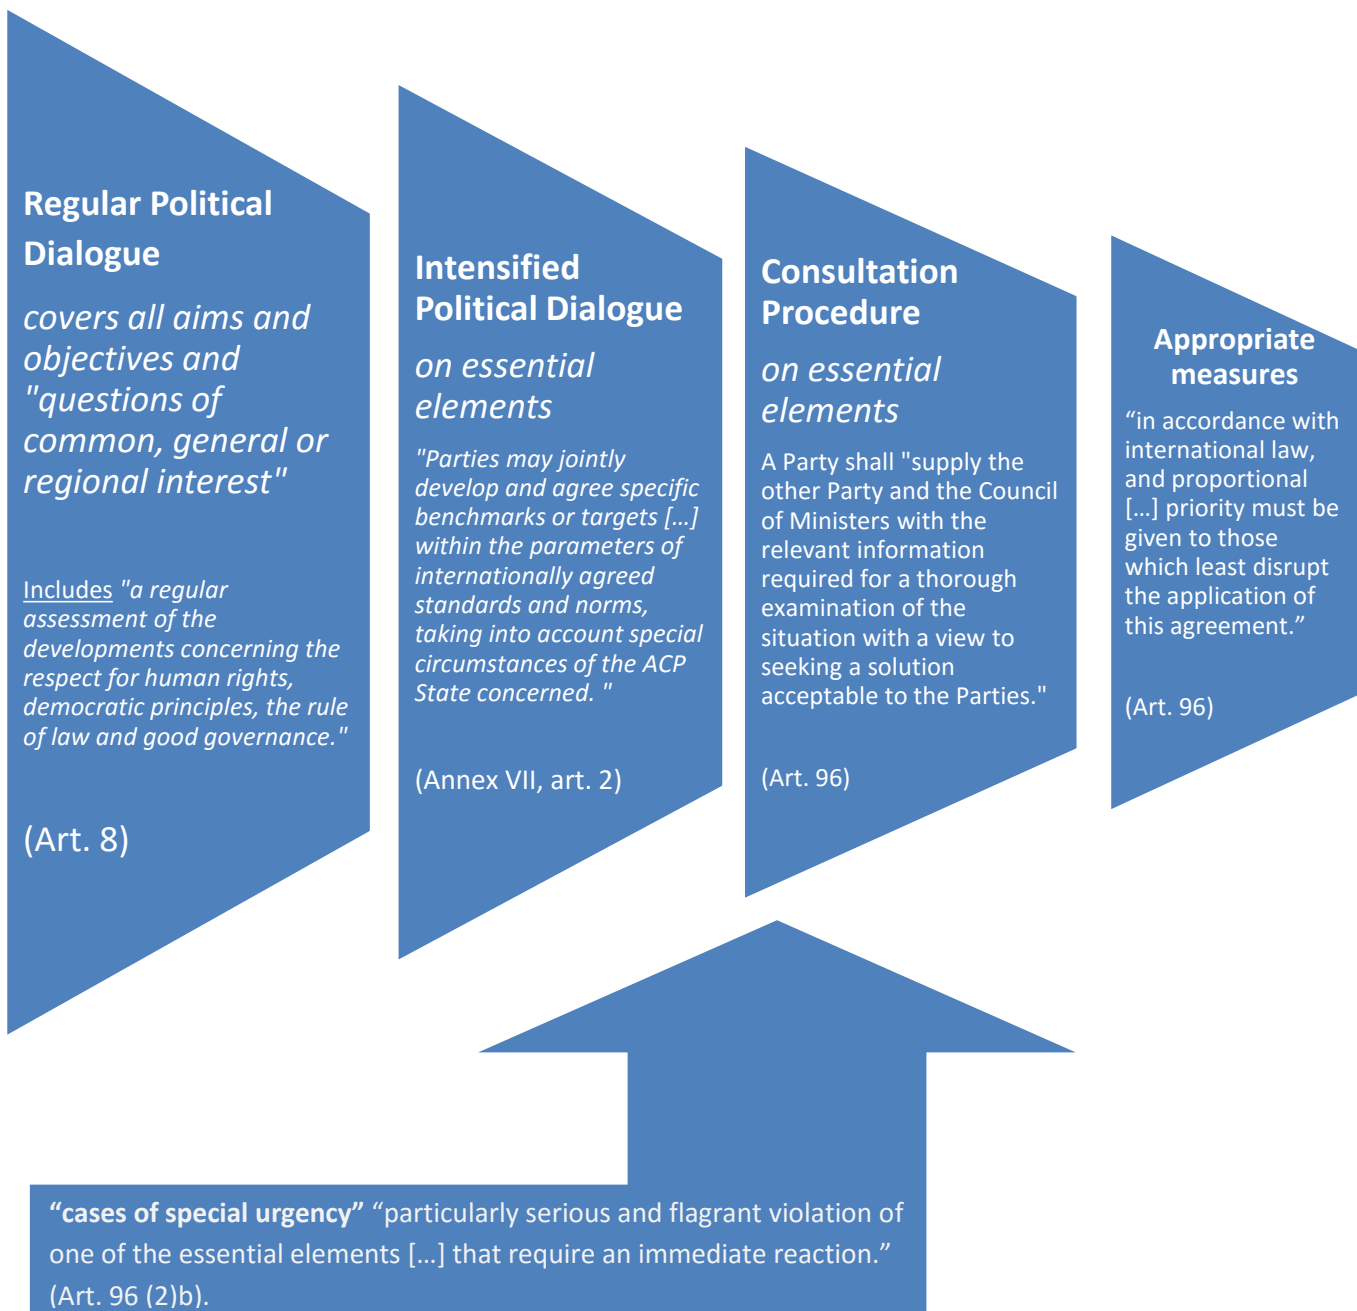 Regular Political
Dialogue
covers all aims and
objectives and
"questions of
common, general or
regional interest"
Includes "a regular
assessment of the
developments concerning the
respect for human rights,
democratic principles, the rule
of law and good governance."
(Art. 8)
Intensified
Political Dialogue
on essential
elements
"Parties may jointly
develop and agree specific
benchmarks or targets […]
within the parameters of
internationally agreed
standards and norms,
taking into account special
circumstances of the ACP
State concerned. "
(Annex VII, art. 2)
Consultation
Procedure
on essential
elements
A Party shall "supply the
other Party and the Council
of Ministers with the
relevant information
required for a thorough
examination of the
situation with a view to
seeking a solution
acceptable to the Parties."
(Art. 96)
Appropriate
measures
“in accordance with
international law,
and proportional
[…] priority must be
given to those
which least disrupt
the application of
this agreement.”
(Art. 96)
“cases of special urgency” “particularly serious and flagrant violation of
one of the essential elements […] that require an immediate reaction.”
(Art. 96 (2)b).